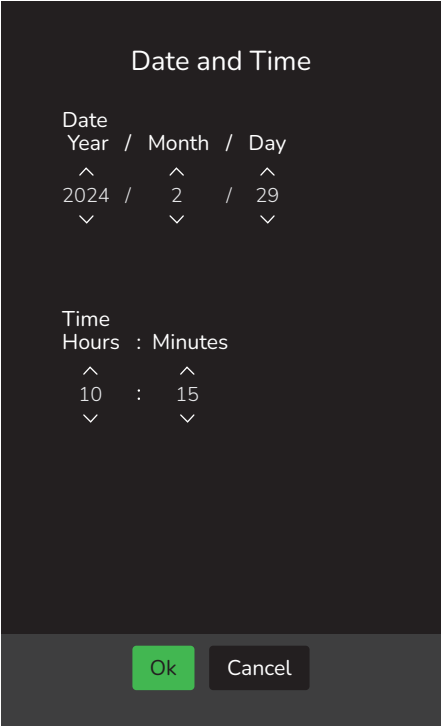 Date and Time
Date
Year / Month / Day
2024 / 2 / 29
Time
Hours : Minutes
10 : 15
Ok Cancel